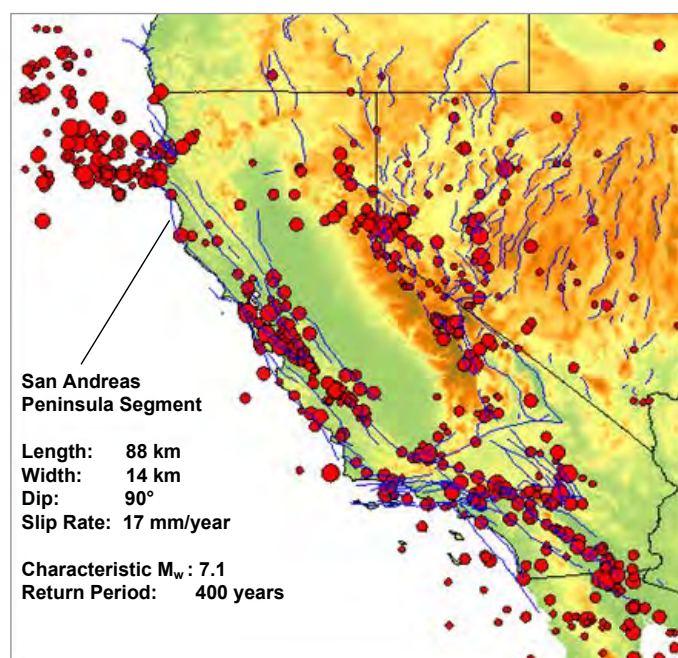 San Andreas
Peninsula Segment
Length: 88 km
Width: 14 km
Dip: 90°
Slip Rate: 17 mm/year
Characteristic Mw : 7.1
Return Period: 400 years